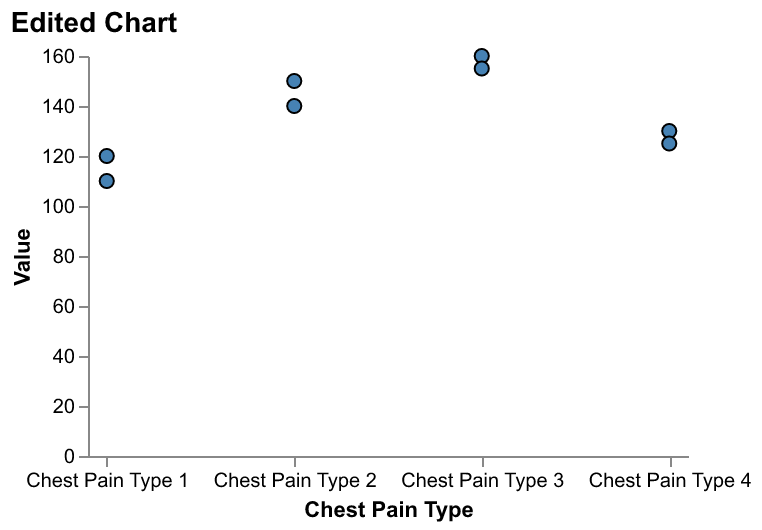 Edited Chart
160
140
120
100
80
60
40
20
0
Value
Chest Pain Type 1 Chest Pain Type 2 Chest Pain Type 3 Chest Pain Type 4
Chest Pain Type